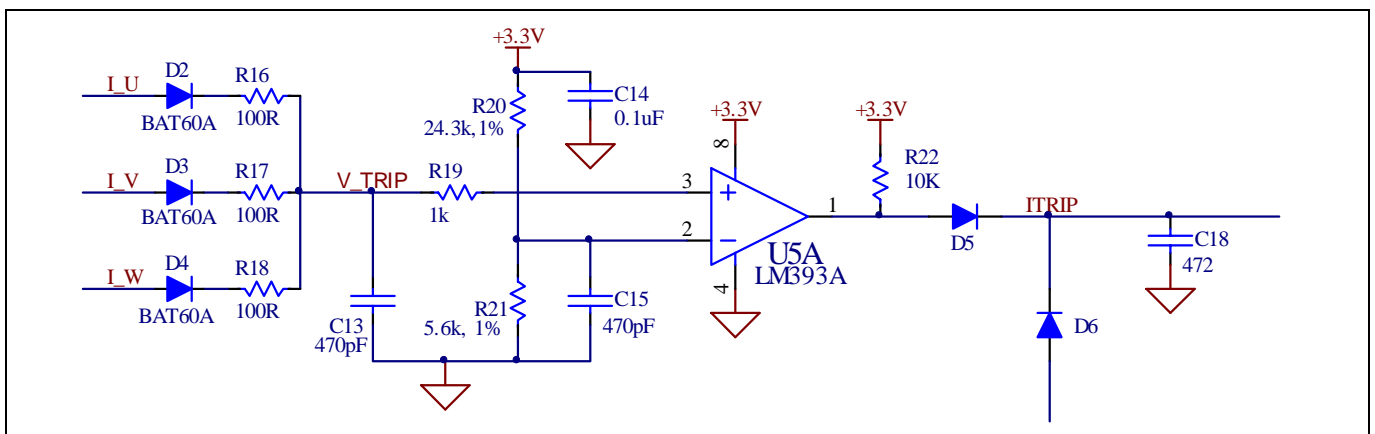 +3.3V
I_U
D2
BAT60A
R16
100R
R20
24.3k,1%
C14
0.1uF
+3.3V
+3.3V
8
R22
10K
I_V
D3
BAT60A
R17
100R
V_TRIP
R19
1k
3
2
1
U5A
LM393A
4
D5
ITRIP
C18
472
I_W
D4
BAT60A
R18
100R
C13
470pF
R21
5.6k, 1%
C15
470pF
D6